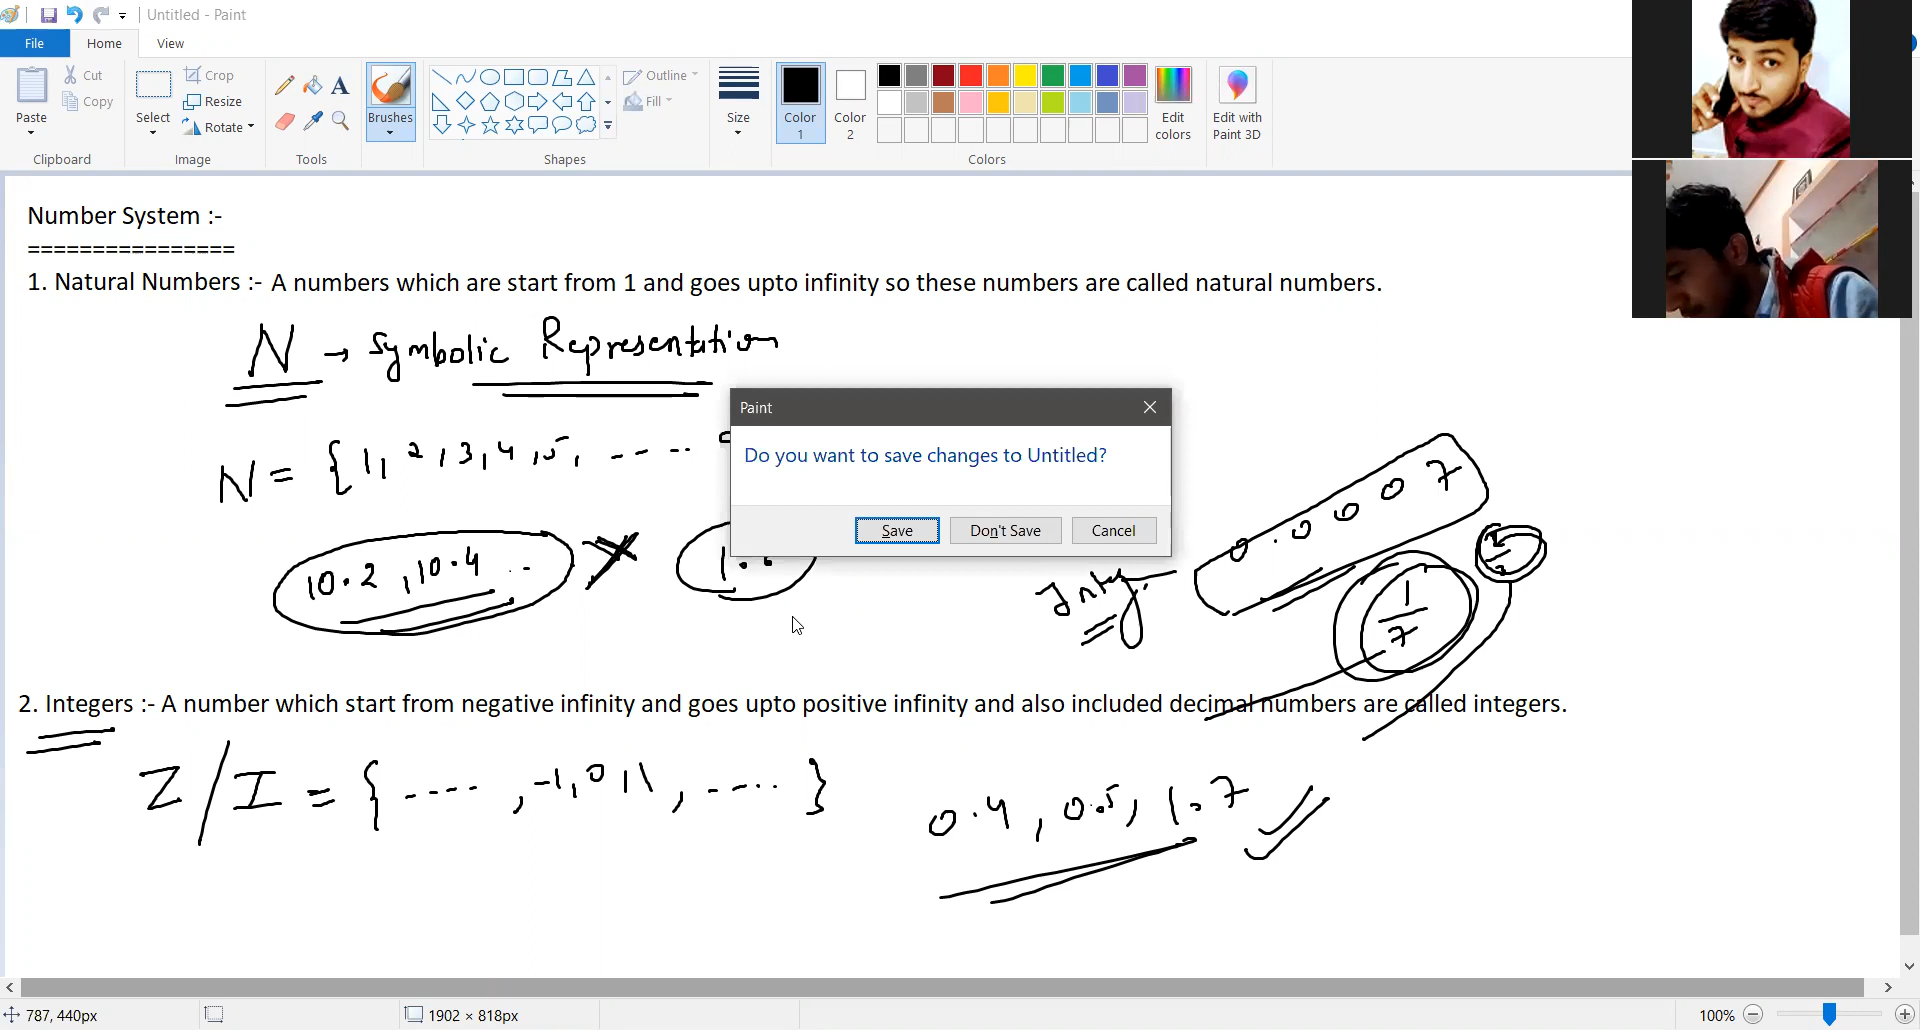 Untitled - Paint
File Home View
Paste Cut Copy Clipboard
Select Crop Resize Rotate Image
Tools
Brushes
Shapes Outline Fill
Size
Color 1 Color 2
Colors
Edit colors
Edit with Paint 3D
Number System :-
================
1. Natural Numbers :- A numbers which are start from 1 and goes upto infinity so these numbers are called natural numbers.
N → Symbolic Representation
N = {1, 2, 3, 4, 5, ----
Paint
Do you want to save changes to Untitled?
Save Don't Save Cancel
10.2, 10.4 ..
0.0007
1/7
2. Integers :- A number which start from negative infinity and goes upto positive infinity and also included decimal numbers are called integers.
Z/I = {----, -1, 0, 1, ----}
0.4, 0.5, 1.7
787, 440px
1902 × 818px
100%